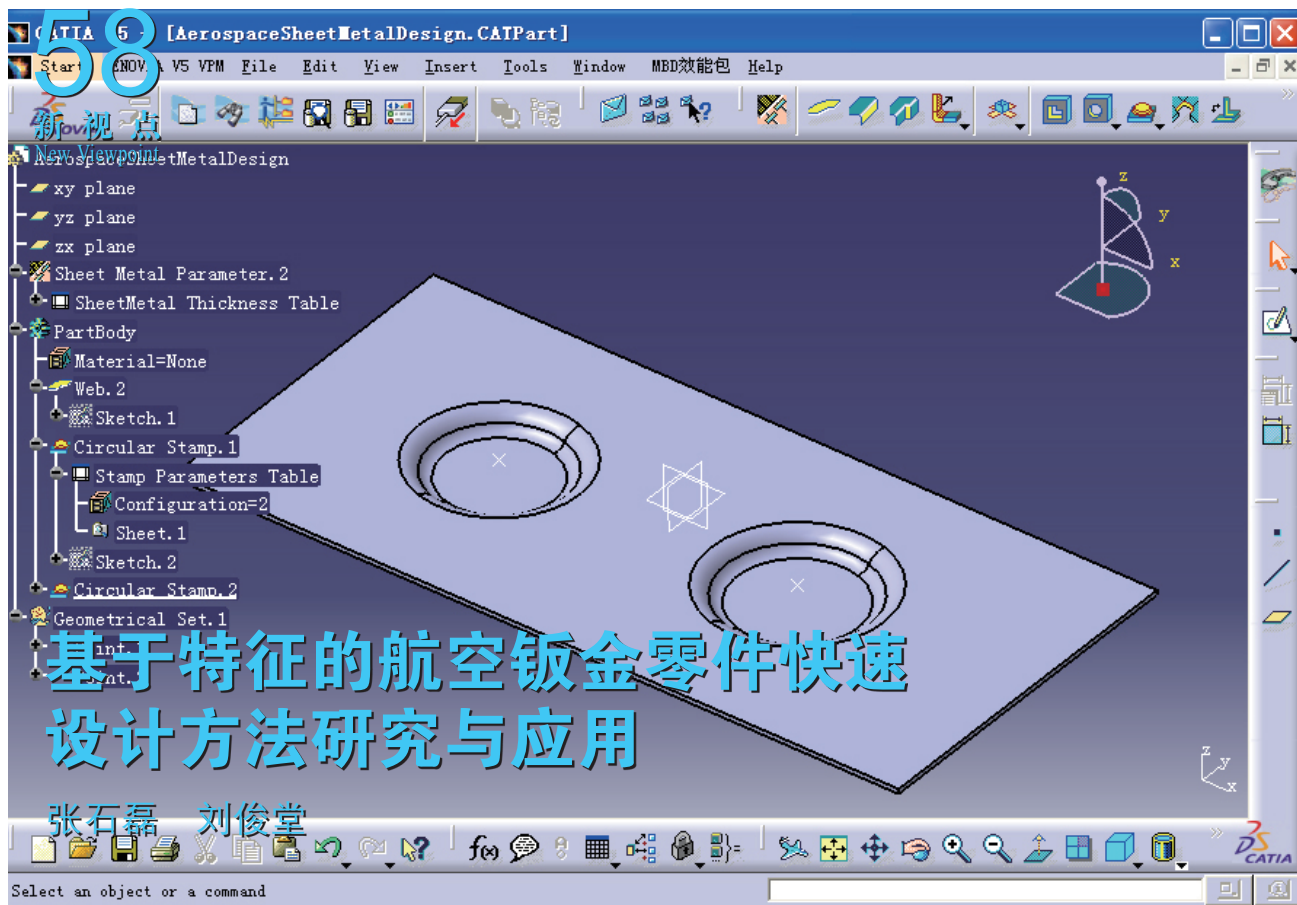 CATIA V5 - [AerospaceSheetMetalDesign.CATPart]
58
Start ENOVIA V5 VPM File Edit View Insert Tools Window MBD效能包 Help
新视点
New Viewpoint
AerospaceSheetMetalDesign
xy plane
yz plane
zx plane
Sheet Metal Parameter.2
SheetMetal Thickness Table
PartBody
Material=None
Web.2
Sketch.1
Circular Stamp.1
Stamp Parameters Table
Configuration=2
Sheet.1
Sketch.2
Circular Stamp.2
Geometrical Set.1
z
y
x
基于特征的航空钣金零件快速
设计方法研究与应用
张石磊 刘俊堂
z
y
x
f(x)
CATIA
Select an object or a command